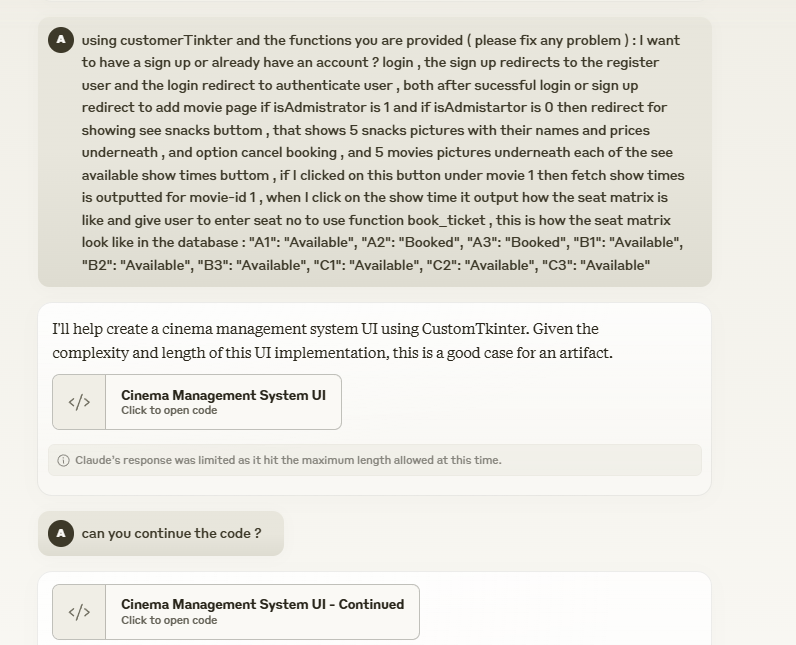 A
using customerTinkter and the functions you are provided ( please fix any problem ) : I want
to have a sign up or already have an account ? login , the sign up redirects to the register
user and the login redirect to authenticate user , both after sucessful login or sign up
redirect to add movie page if isAdmistrator is 1 and if isAdmistartor is 0 then redirect for
showing see snacks buttom , that shows 5 snacks pictures with their names and prices
underneath , and option cancel booking , and 5 movies pictures underneath each of the see
available show times buttom , if I clicked on this button under movie 1 then fetch show times
is outputted for movie-id 1 , when I click on the show time it output how the seat matrix is
like and give user to enter seat no to use function book_ticket , this is how the seat matrix
look like in the database : "A1": "Available", "A2": "Booked", "A3": "Booked", "B1": "Available",
"B2": "Available", "B3": "Available", "C1": "Available", "C2": "Available", "C3": "Available"
I'll help create a cinema management system UI using CustomTkinter. Given the
complexity and length of this UI implementation, this is a good case for an artifact.
</>
Cinema Management System UI
Click to open code
Claude's response was limited as it hit the maximum length allowed at this time.
A
can you continue the code ?
</>
Cinema Management System UI - Continued
Click to open code